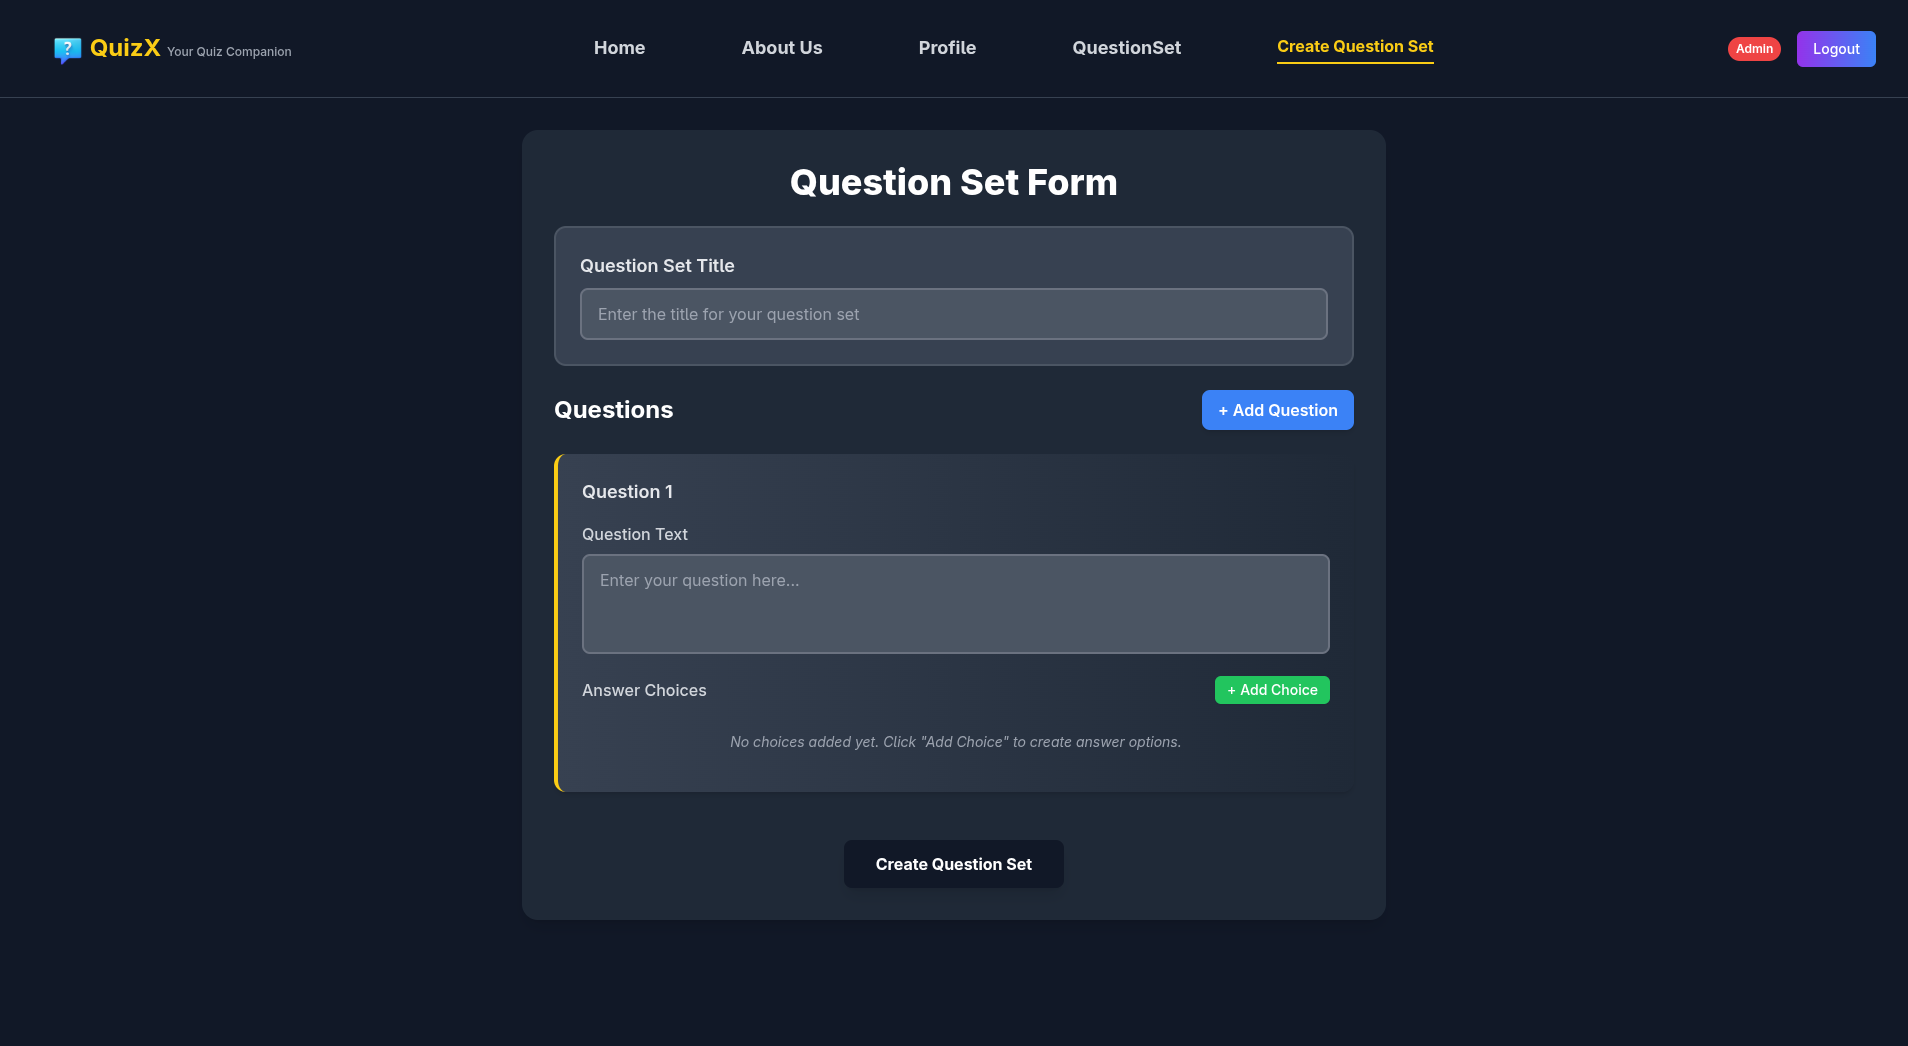 QuizX Your Quiz Companion
Home About Us Profile QuestionSet Create Question Set
Admin Logout
Question Set Form
Question Set Title
Enter the title for your question set
Questions + Add Question
Question 1
Question Text
Enter your question here...
Answer Choices + Add Choice
No choices added yet. Click "Add Choice" to create answer options.
Create Question Set